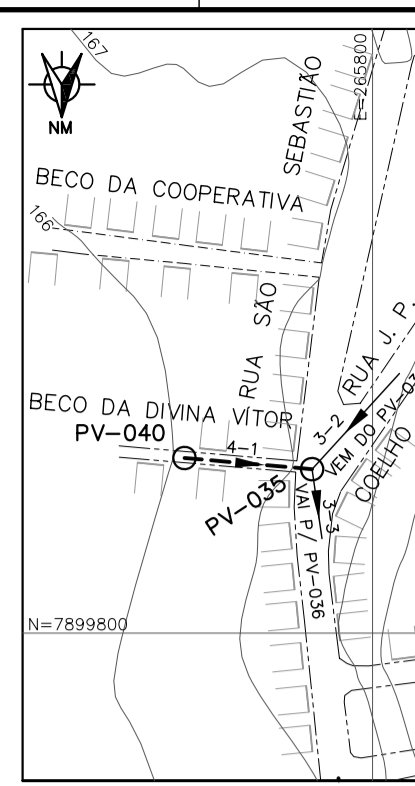 167
NM
SEBASTIÃO
E=265800
BECO DA COOPERATIVA
166
SÃO
RUA
RUA J. P.
BECO DA DIVINA VÍTOR
PV-040
4-1
3-2
VEM DO PV-03
COELHO
PV-035
3-3
VAI P/ PV-036
N=7899800